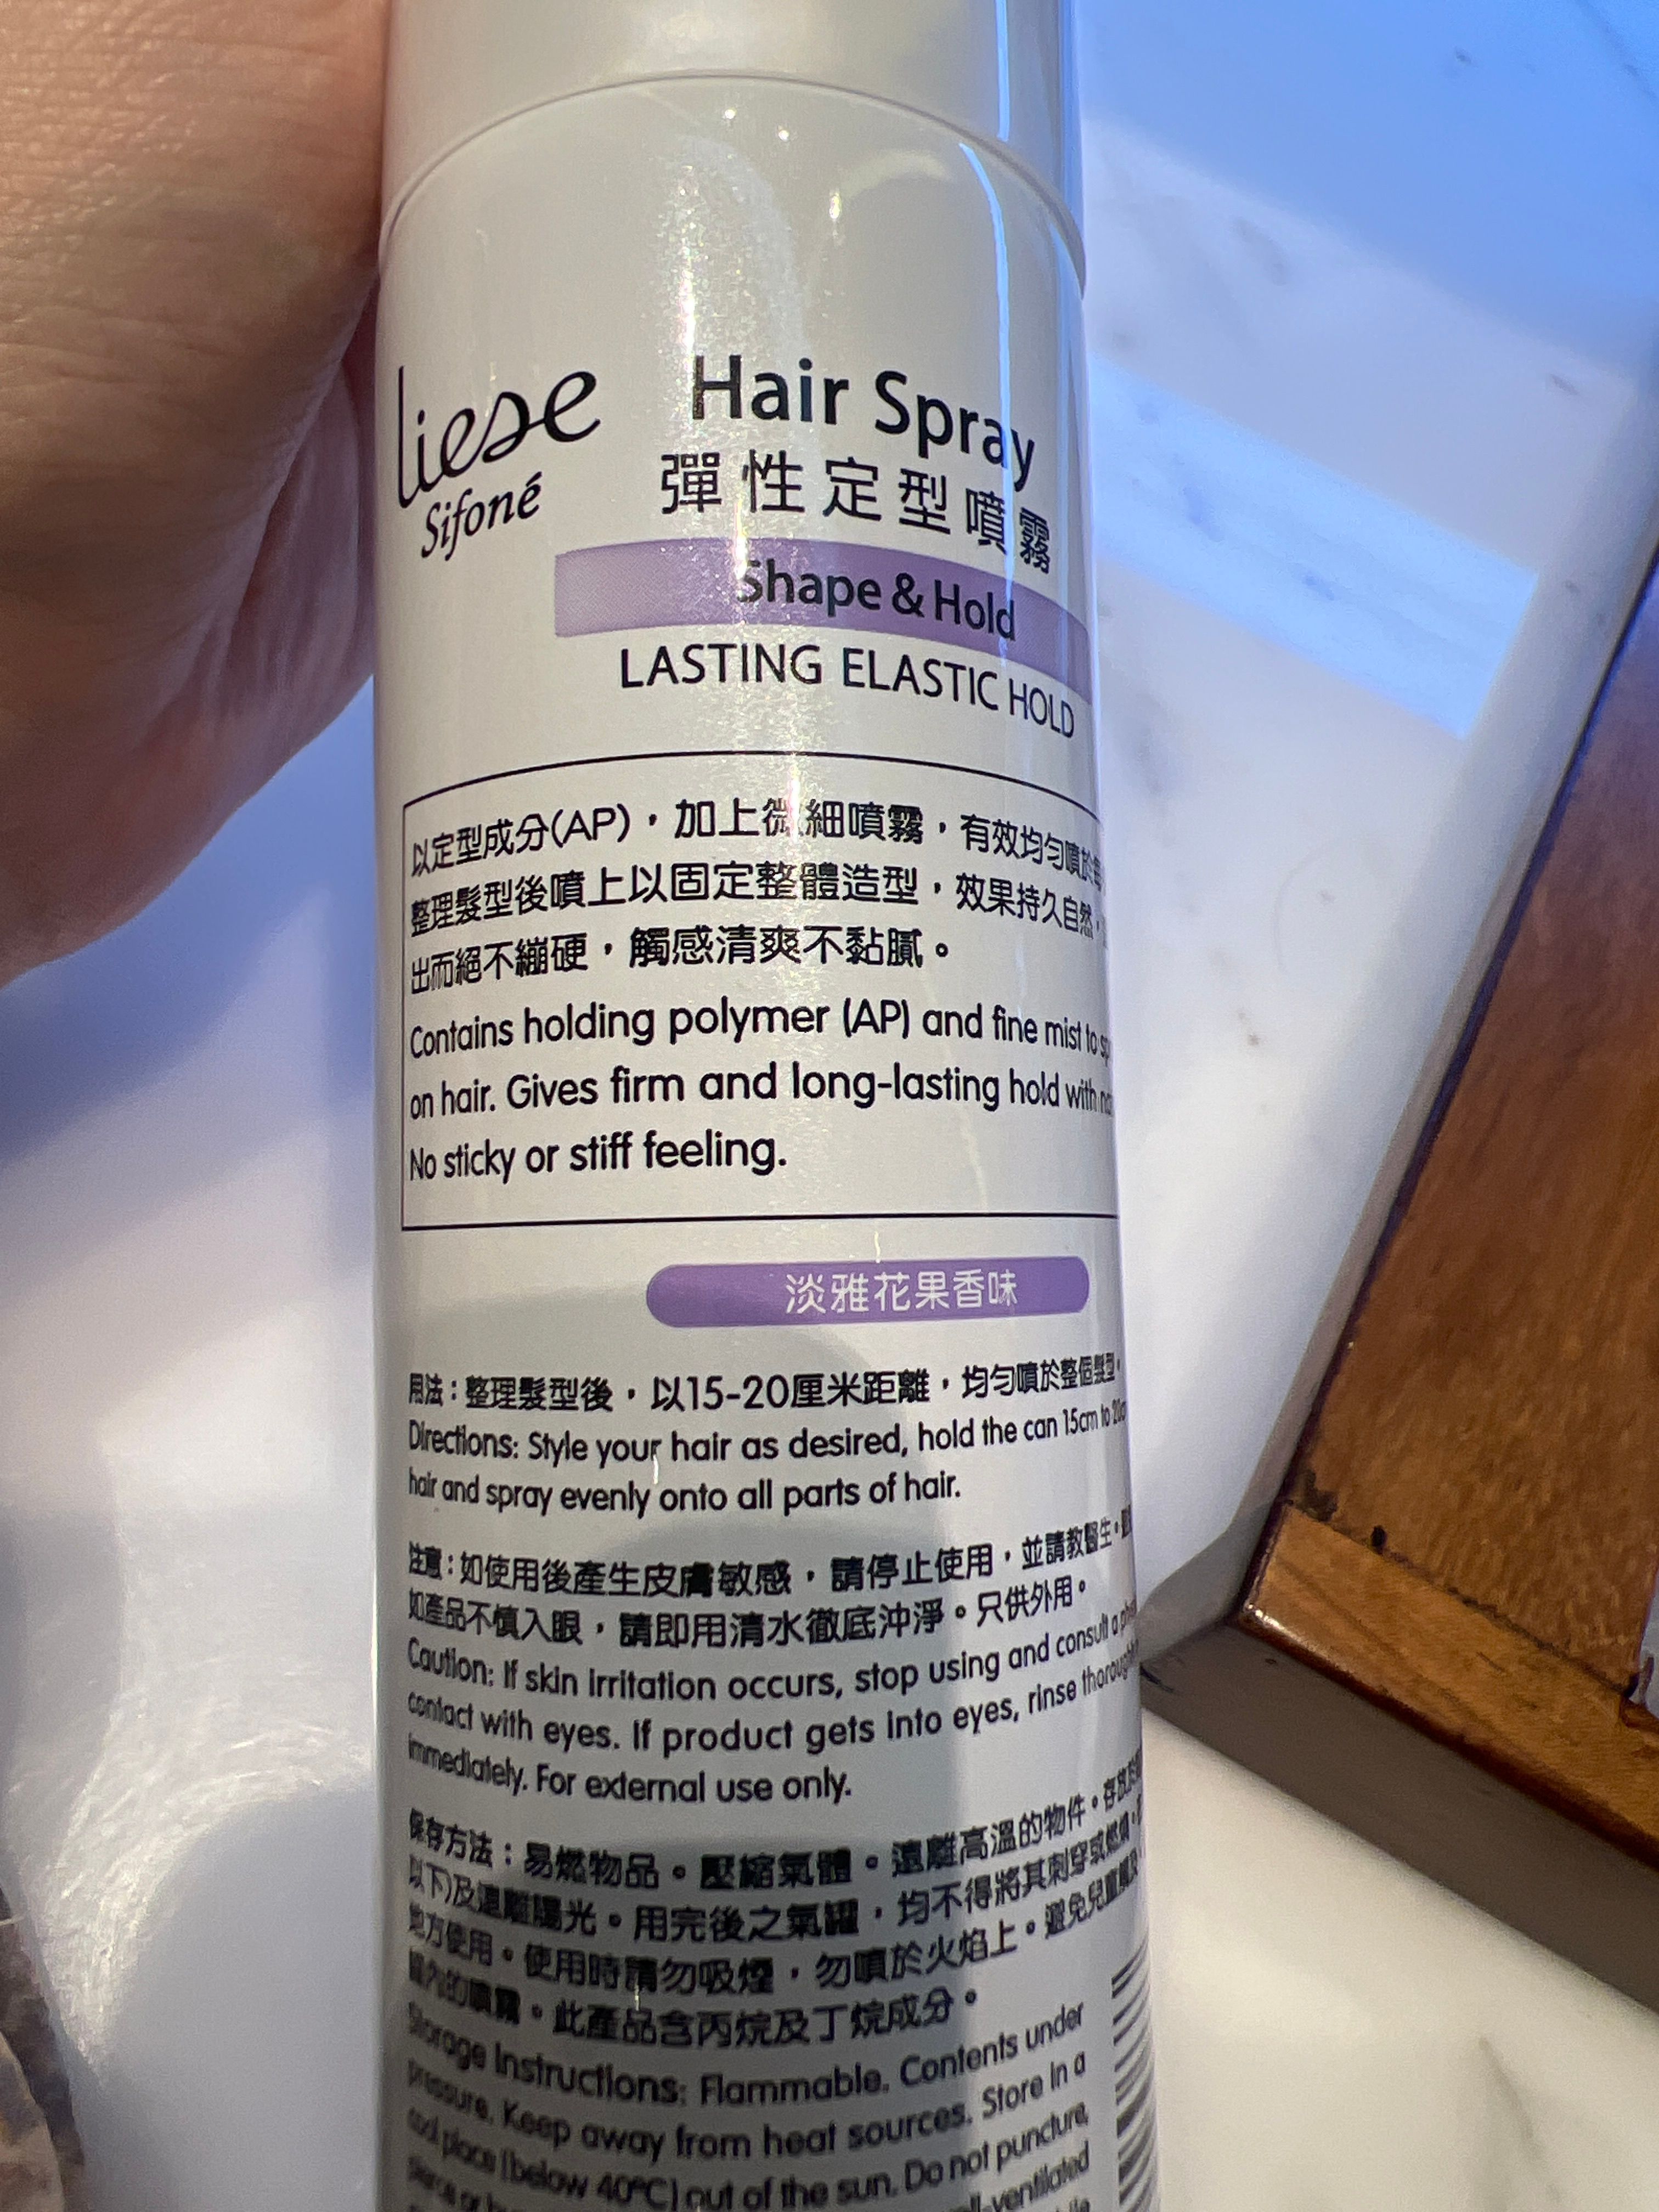 liese
Sifoné
Hair Spray
彈性定型噴霧
Shape & Hold
LASTING ELASTIC HOLD
以定型成分(AP)，加上微細噴霧，有效均勻噴於
整理髮型後噴上以固定整體造型，效果持久自然，
出而絕不繃硬，觸感清爽不黏膩。
Contains holding polymer (AP) and fine mist to
on hair. Gives firm and long-lasting hold with
No sticky or stiff feeling.
淡雅花果香味
用法：整理髮型後，以15-20厘米距離，均勻噴於整個髮型。
Directions: Style your hair as desired, hold the can 15cm to
hair and spray evenly onto all parts of hair.
注意：如使用後產生皮膚敏感，請停止使用，並請教醫生。
如產品不慎入眼，請即用清水徹底沖淨。只供外用。
Caution: If skin irritation occurs, stop using and consult a
contact with eyes. If product gets into eyes, rinse
immediately. For external use only.
保存方法：易燃物品。壓縮氣體。遠離高溫的物件。存放於
以下)及遠離陽光。用完後之氣罐，均不得將其刺穿或燃燒。
地方使用。使用時請勿吸煙，勿噴於火焰上。避免兒童
的噴霧。此產品含丙烷及丁烷成分。
Storage Instructions: Flammable. Contents under
pressure. Keep away from heat sources. Store in a
cool place (below 40°C) out of the sun. Do not puncture,
pierce or